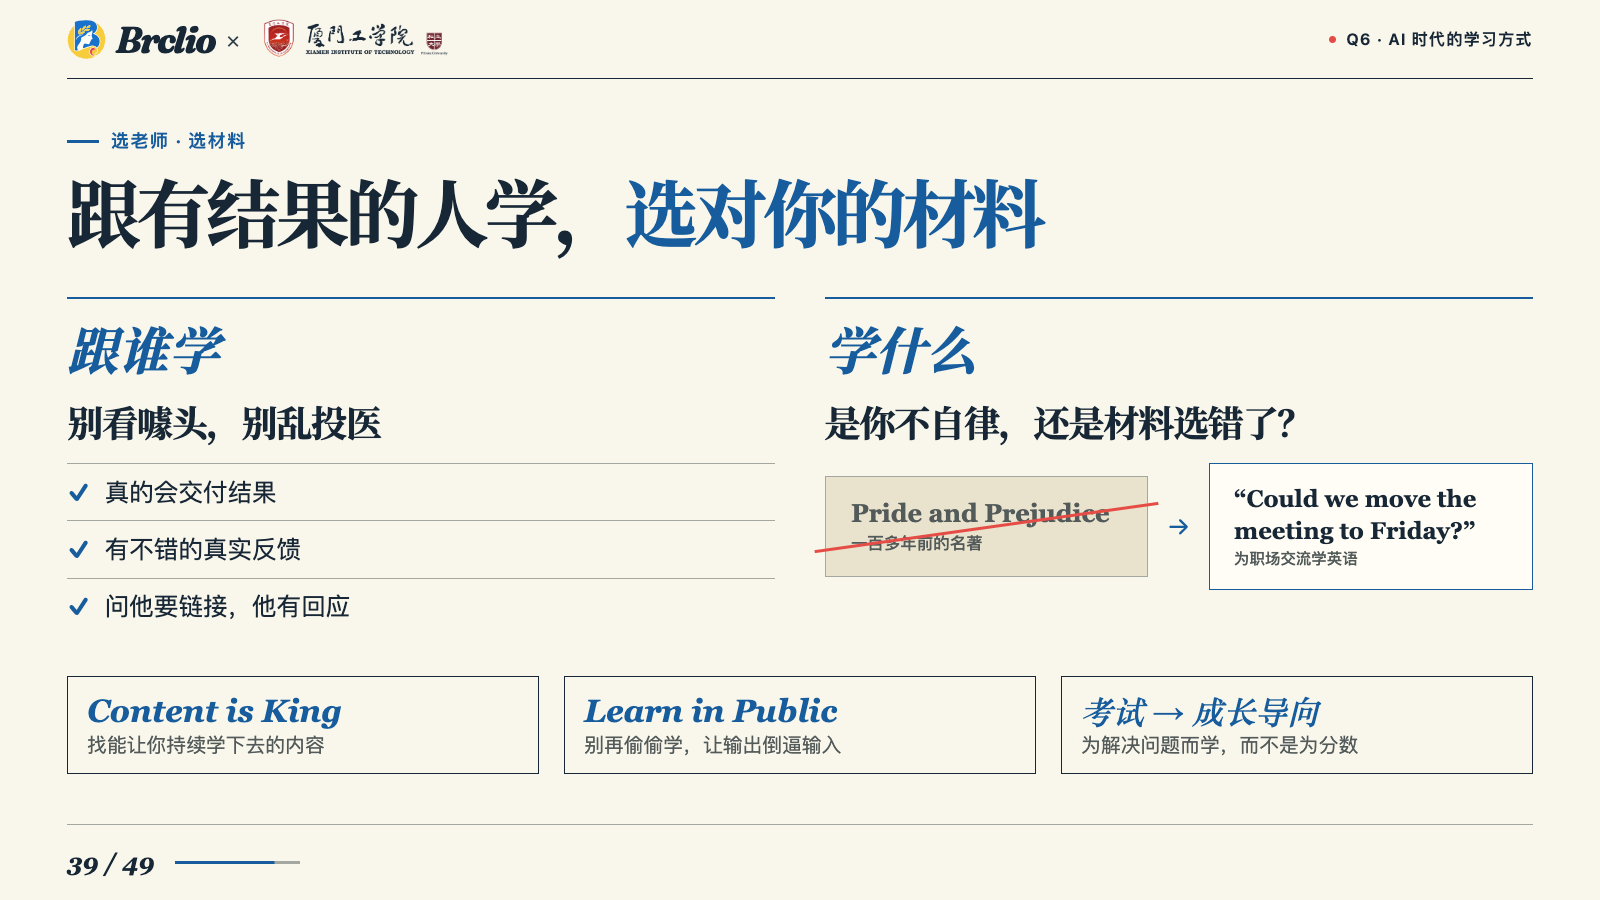 Brclio ×
厦門工学院
XIAMEN INSTITUTE OF TECHNOLOGY
Q6 · AI 时代的学习方式
选老师 · 选材料
跟有结果的人学，选对你的材料
跟谁学
别看噱头，别乱投医
真的会交付结果
有不错的真实反馈
问他要链接，他有回应
学什么
是你不自律，还是材料选错了？
Pride and Prejudice
一百多年前的名著
→
“Could we move the
meeting to Friday?”
为职场交流学英语
Content is King
找能让你持续学下去的内容
Learn in Public
别再偷偷学，让输出倒逼输入
考试 → 成长导向
为解决问题而学，而不是为分数
39 / 49